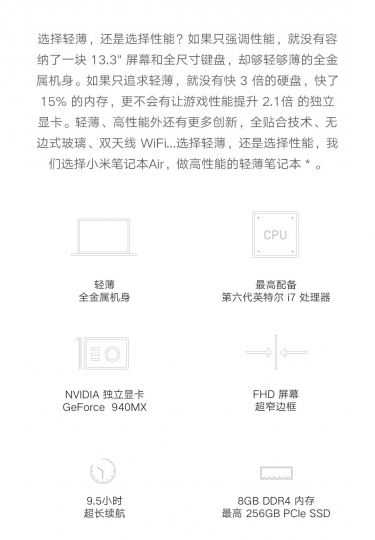 选择轻薄，还是选择性能？如果只强调性能，就没有容
纳了一块 13.3" 屏幕和全尺寸键盘，却够轻够薄的全金
属机身。如果只追求轻薄，就没有快 3 倍的硬盘，快了
15% 的内存，更不会有让游戏性能提升 2.1倍 的独立
显卡。轻薄、高性能外还有更多创新，全贴合技术、无
边式玻璃、双天线 WiFi...选择轻薄，还是选择性能，我
们选择小米笔记本Air，做高性能的轻薄笔记本 * 。
CPU
轻薄
全金属机身
最高配备
第六代英特尔 i7 处理器
NVIDIA 独立显卡
GeForce 940MX
FHD 屏幕
超窄边框
9.5小时
超长续航
8GB DDR4 内存
最高 256GB PCIe SSD